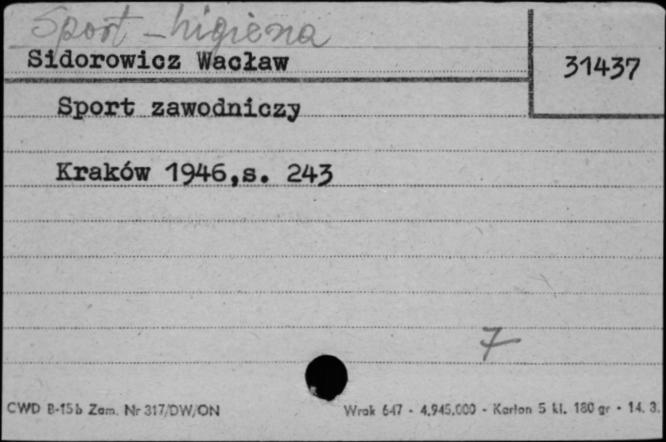 Sport - higiena
Sidorowicz Wacław
31437
Sport zawodniczy
Kraków 1946,s. 243
7
CWD B-15b Zam. Nr 317/DW/ON
Wrak 647 - 4.945.000 - Karton 5 kl. 180 gr - 14. 3.